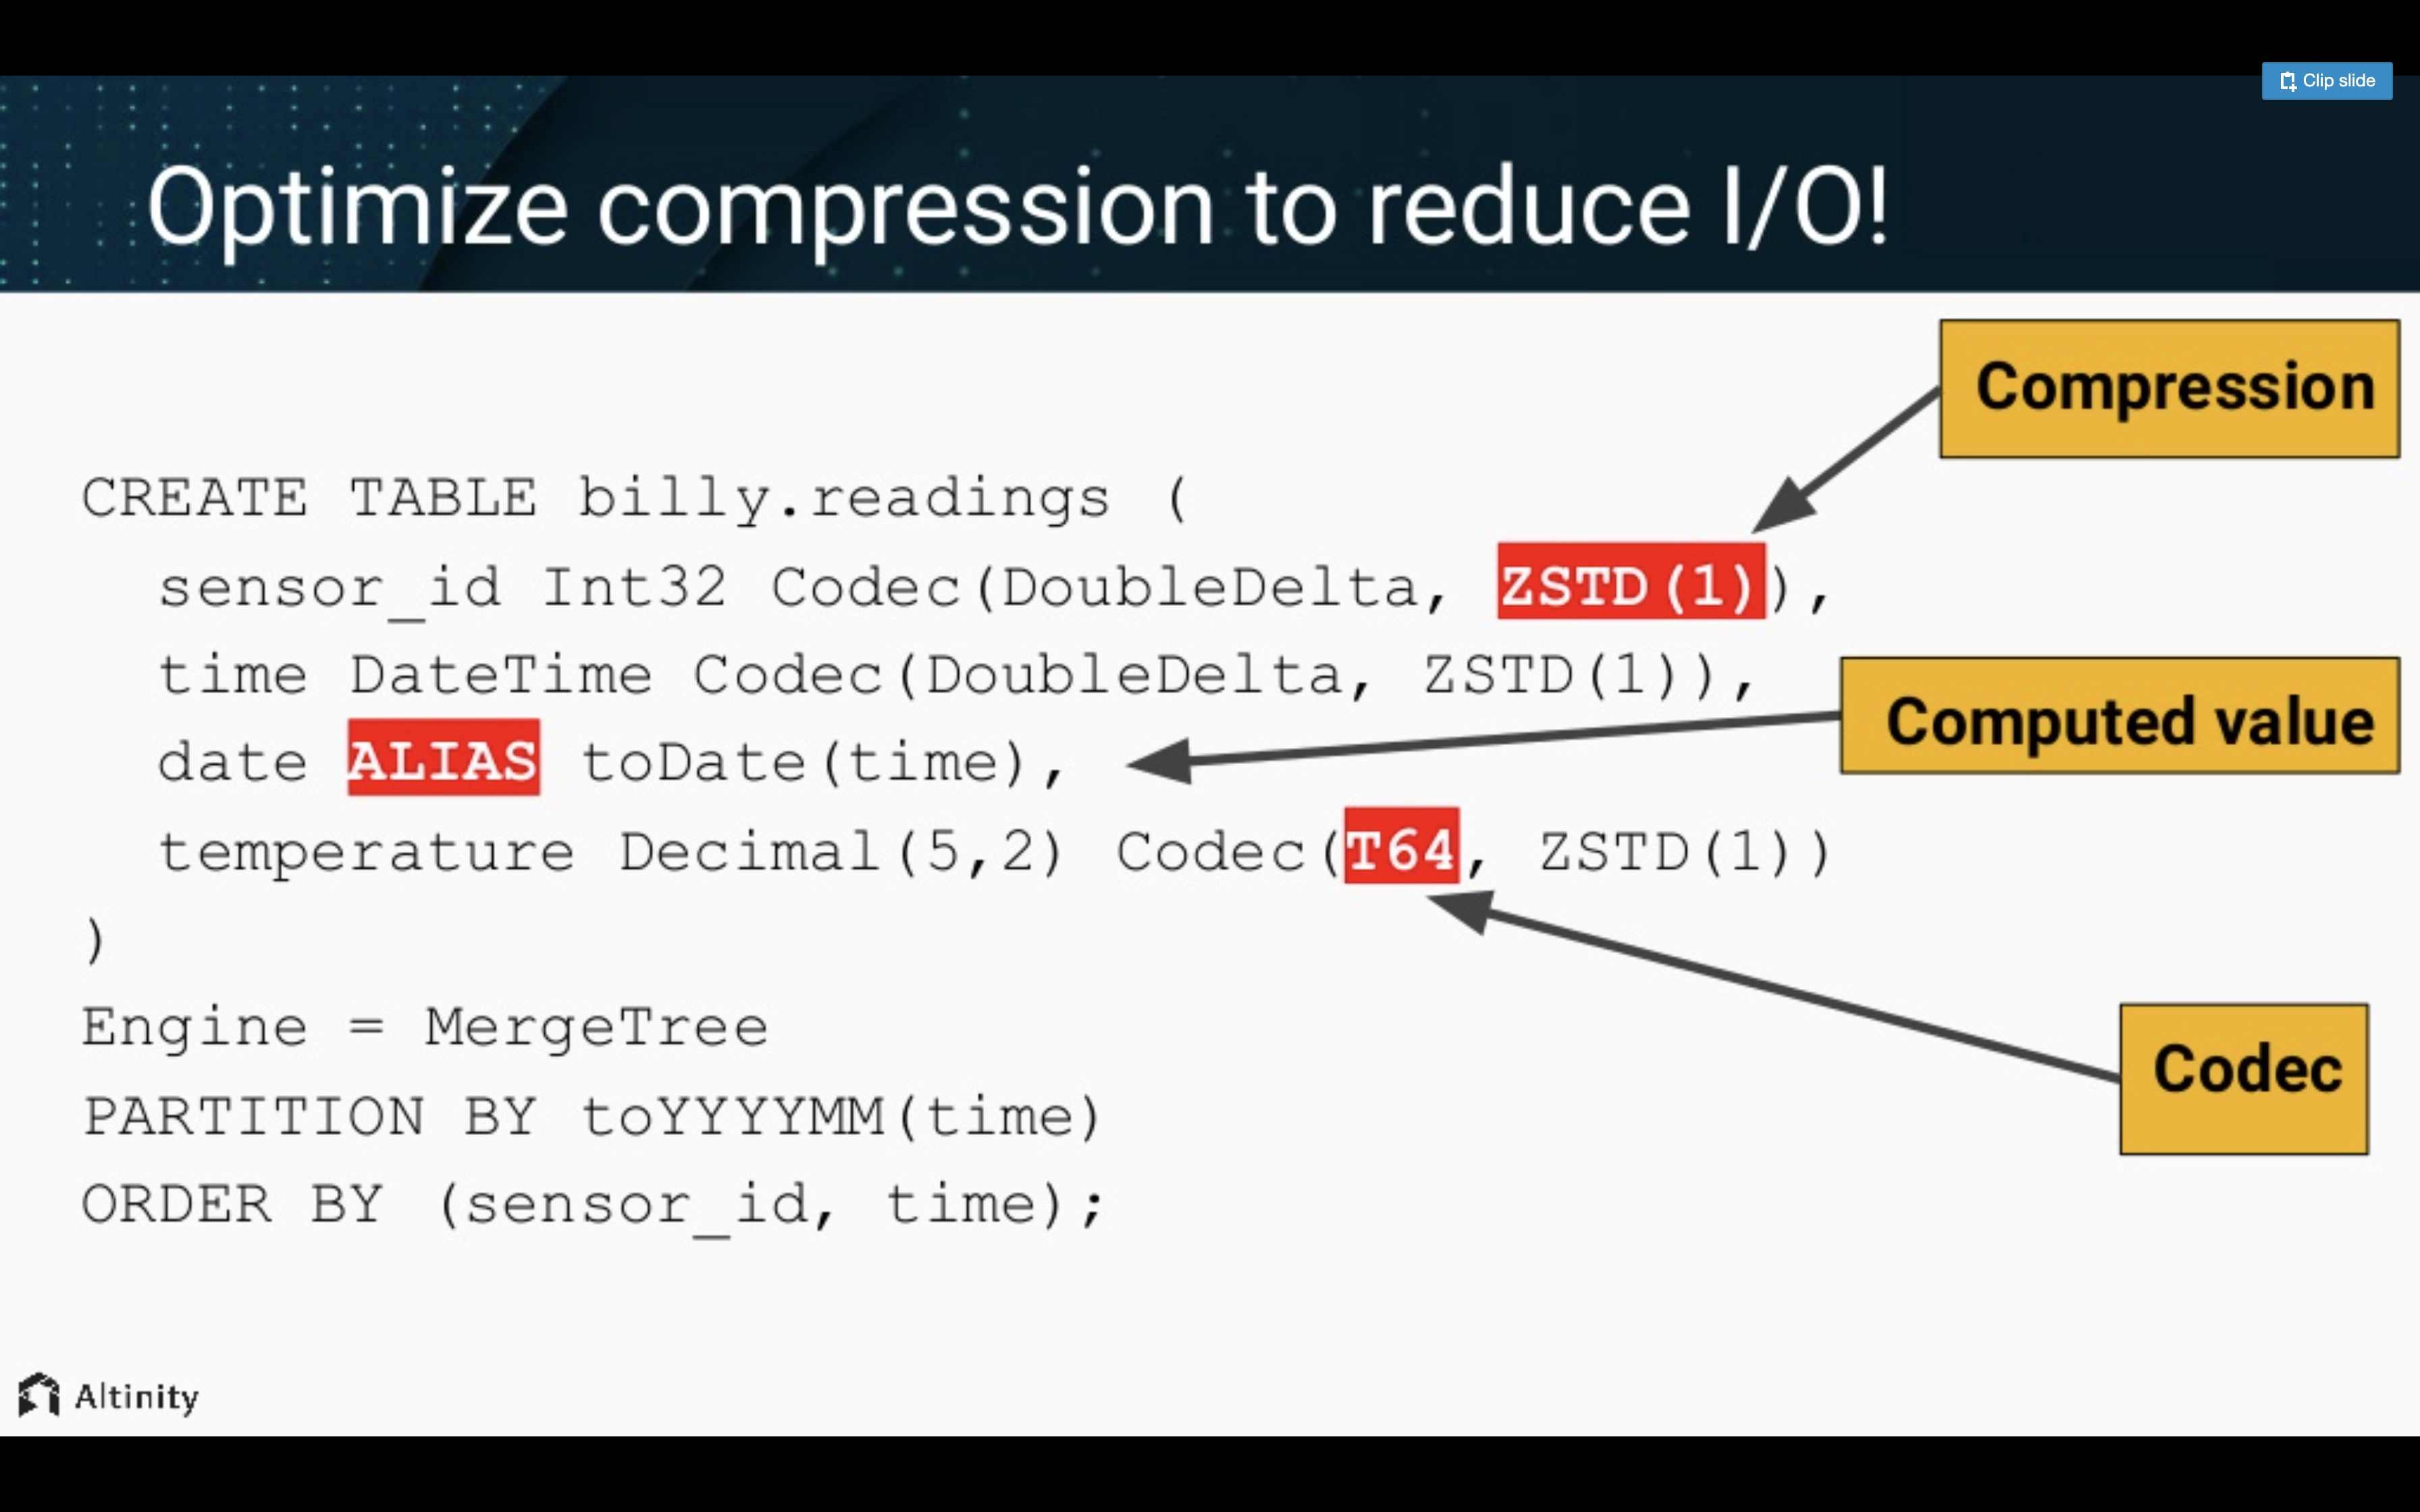 Clip slide
Optimize compression to reduce I/O!
Compression
CREATE TABLE billy.readings (
sensor_id Int32 Codec(DoubleDelta, ZSTD(1)),
time DateTime Codec(DoubleDelta, ZSTD(1)),
Computed value
date ALIAS toDate(time),
temperature Decimal(5,2) Codec(T64, ZSTD(1))
)
Engine = MergeTree
Codec
PARTITION BY toYYYYMM(time)
ORDER BY (sensor_id, time);
Altinity